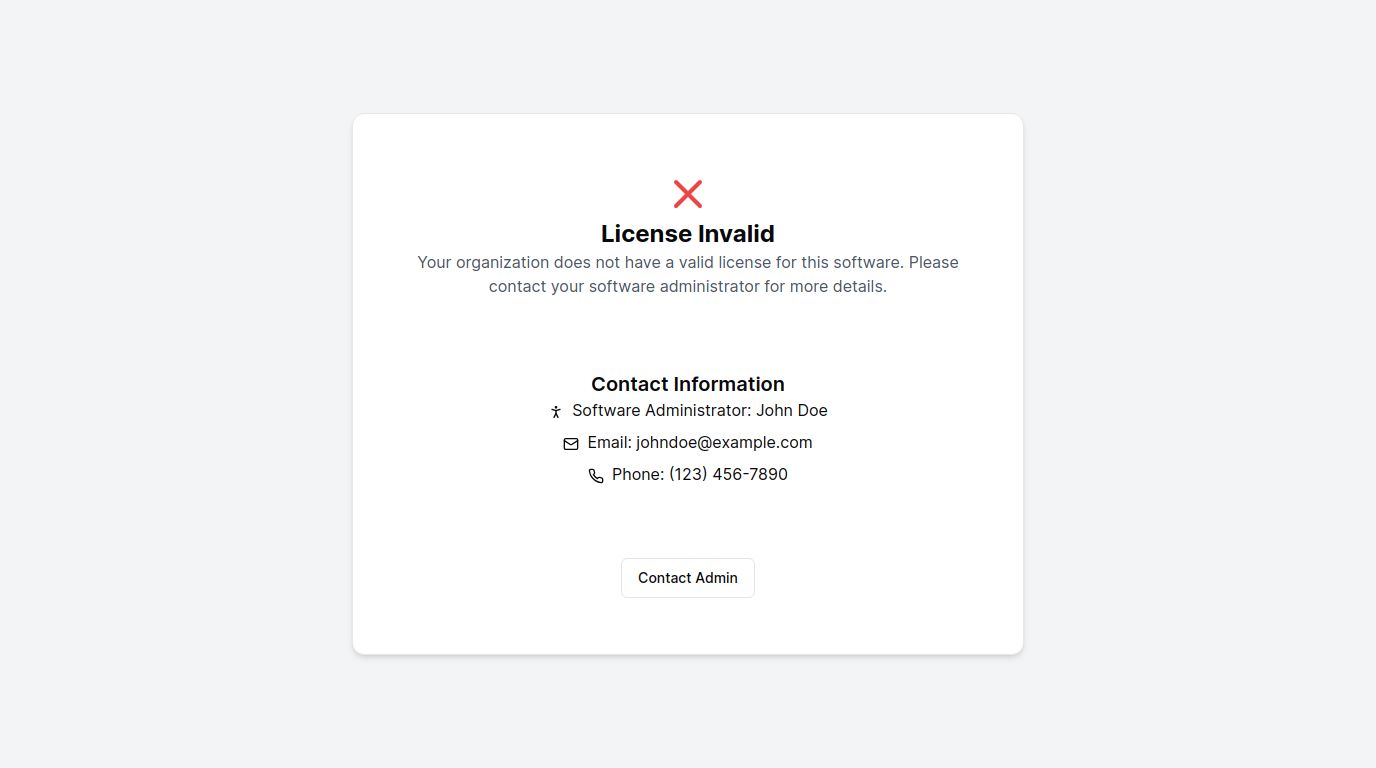 License Invalid
Your organization does not have a valid license for this software. Please
contact your software administrator for more details.
Contact Information
Software Administrator: John Doe
Email: johndoe@example.com
Phone: (123) 456-7890
Contact Admin